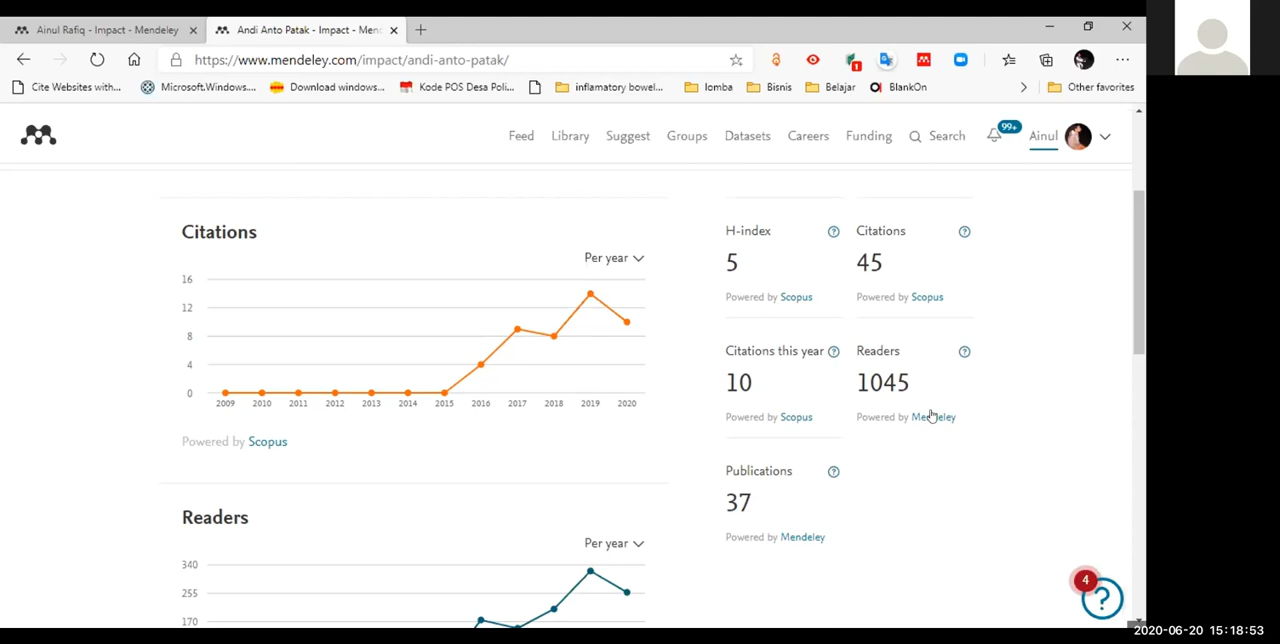 Ainul Rafiq - Impact - Mendeley
Andi Anto Patak - Impact - Men
https://www.mendeley.com/impact/andi-anto-patak/
1
Cite Websites with... Microsoft.Windows... Download windows... Kode POS Desa Pali... inflamatory bowel... lomba Bisnis Belajar BlankOn Other favorites
Feed Library Suggest Groups Datasets Careers Funding Search 99+ Ainul
Citations
Per year
16
12
8
4
0
2009 2010 2011 2012 2013 2014 2015 2016 2017 2018 2019 2020
Powered by Scopus
Readers
Per year
340
255
170
H-index
5
Powered by Scopus
Citations
45
Powered by Scopus
Citations this year
10
Powered by Scopus
Readers
1045
Powered by Mendeley
Publications
37
Powered by Mendeley
4
?
2020-06-20 15:18:53